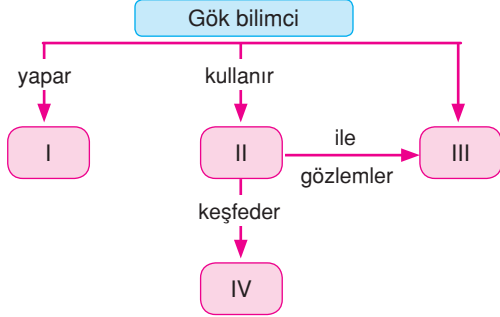 Gök bilimci
yapar
kullanır
I
II
ile
gözlemler
III
keşfeder
IV